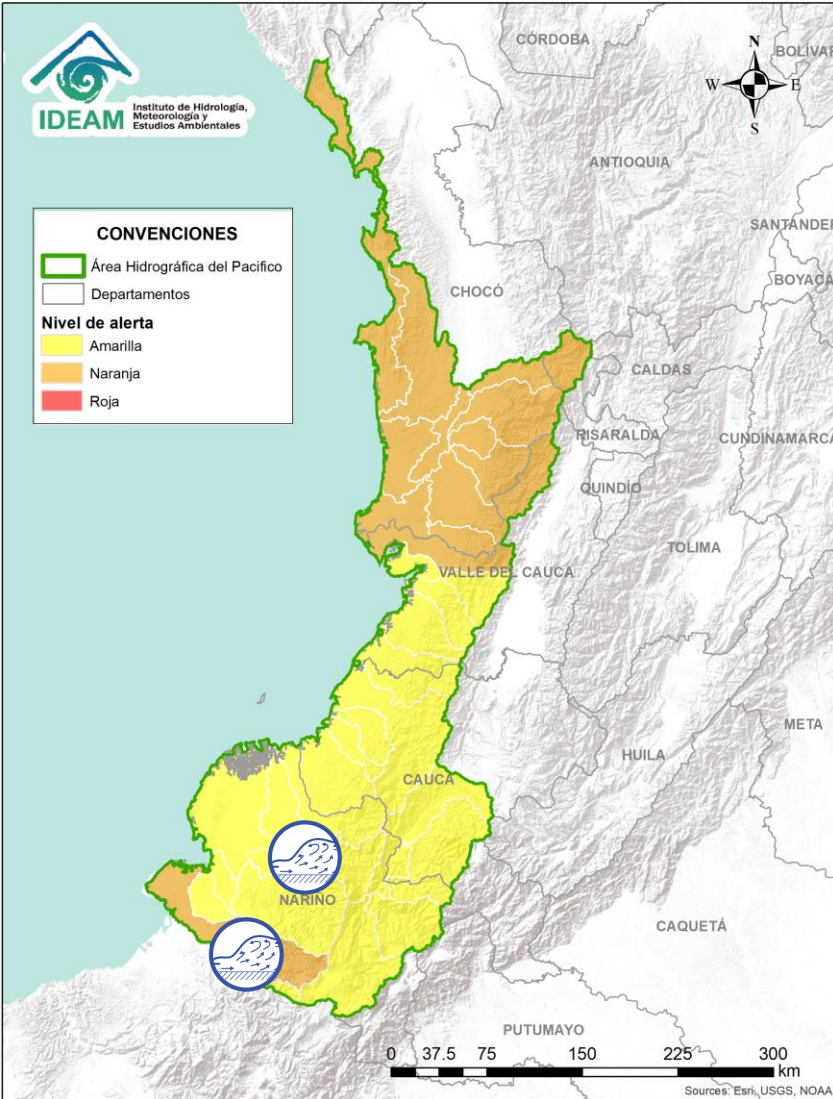 CÓRDOBA
BOLÍVAR
N
W
E
S
IDEAM
Instituto de Hidrología,
Meteorología y
Estudios Ambientales
ANTIOQUIA
SANTANDER
BOYACÁ
CONVENCIONES
Área Hidrográfica del Pacifico
Departamentos
Nivel de alerta
Amarilla
Naranja
Roja
CHOCÓ
CALDAS
RISARALDA
CUNDINAMARCA
QUINDÍO
TOLIMA
VALLE DEL CAUCA
META
HUILA
CAUCA
NARIÑO
CAQUETÁ
PUTUMAYO
0 37.5 75 150 225 300
km
Sources: Esri, USGS, NOAA